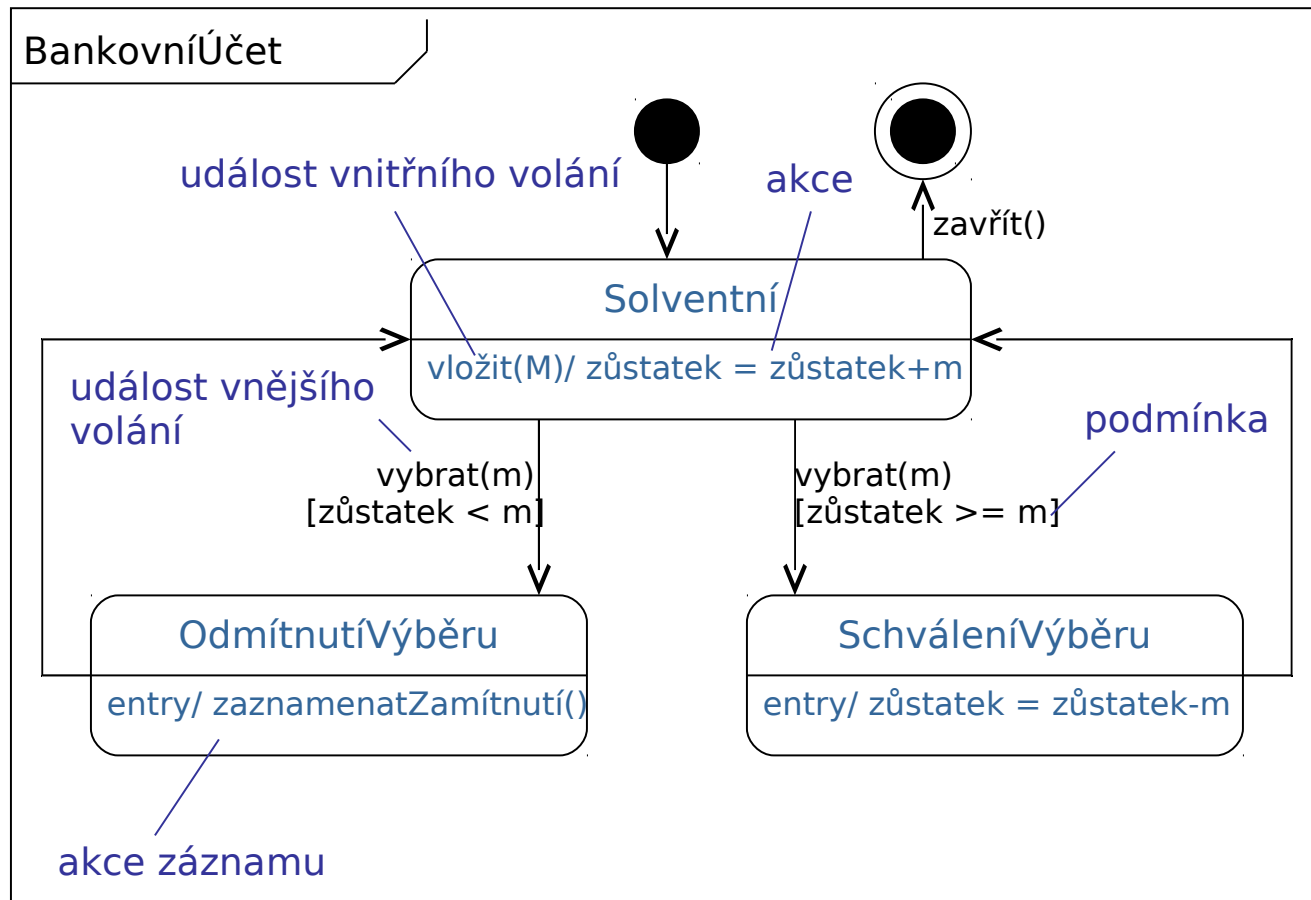 BankovníÚčet
událost vnitřního volání
akce
zavřít()
Solventní
vložit(M)/ zůstatek = zůstatek+m
událost vnějšího
volání
podmínka
vybrat(m)
[zůstatek < m]
vybrat(m)
[zůstatek >= m]
OdmítnutíVýběru
entry/ zaznamenatZamítnutí()
SchváleníVýběru
entry/ zůstatek = zůstatek-m
akce záznamu